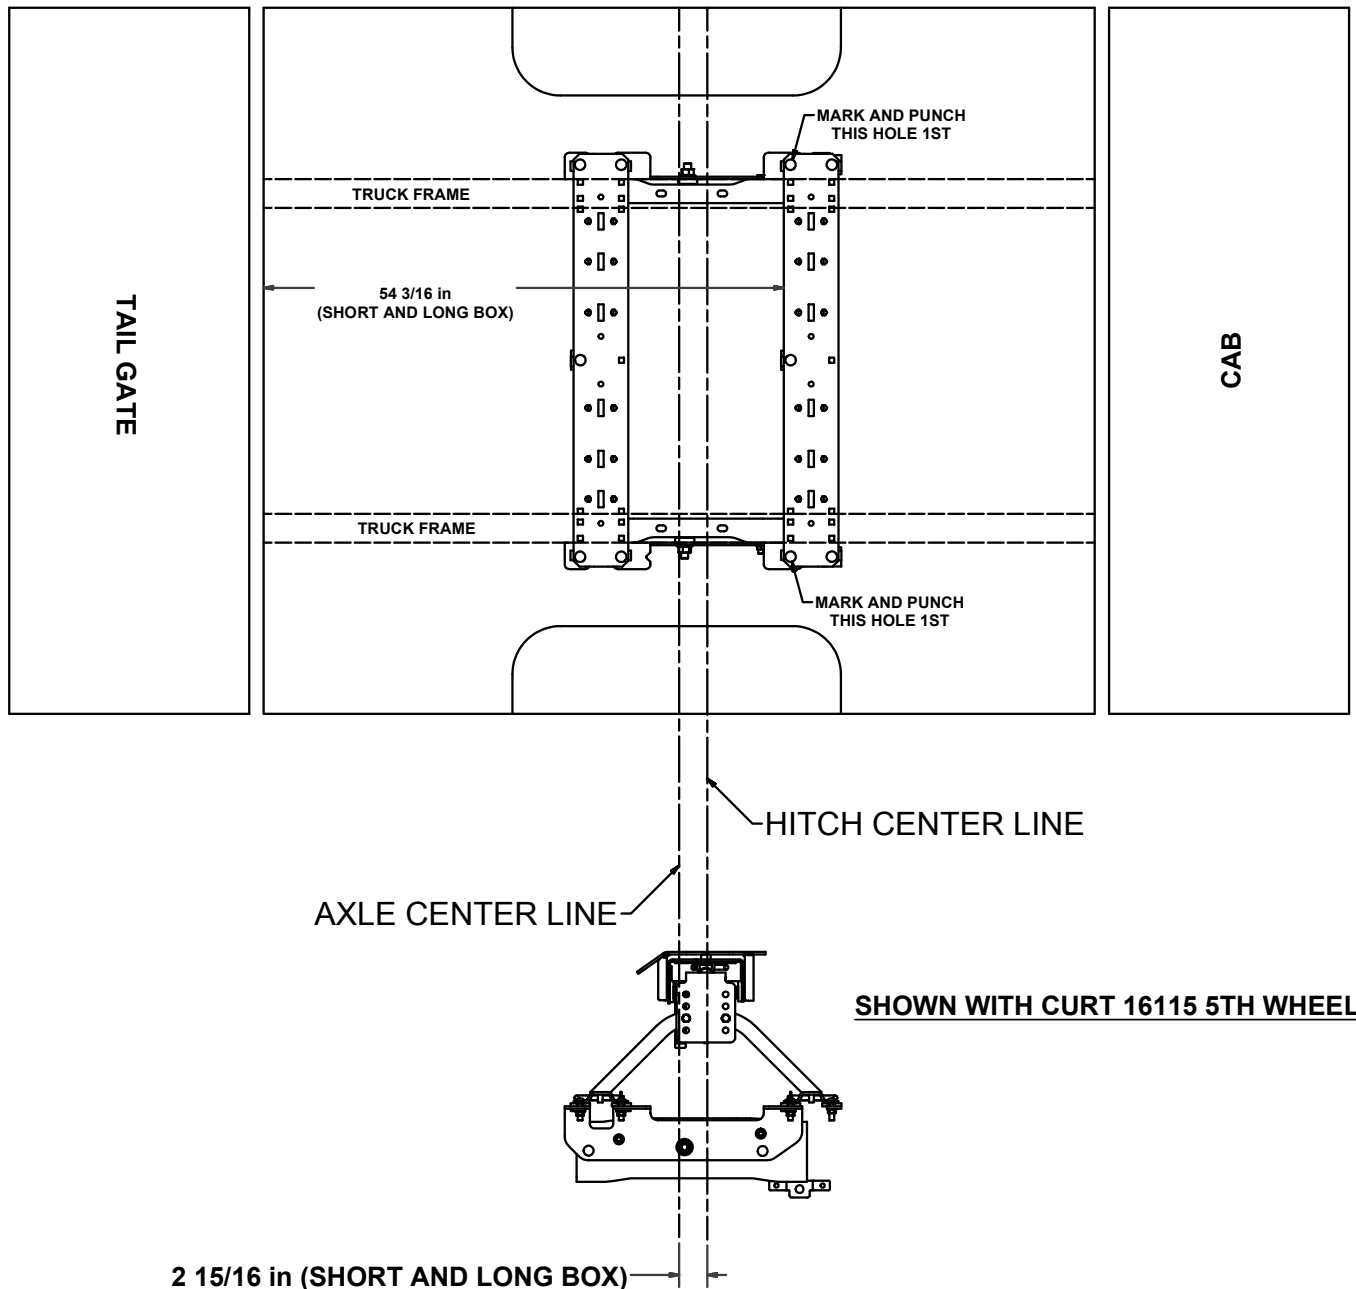 MARK AND PUNCH
THIS HOLE 1ST
TRUCK FRAME
54 3/16 in
(SHORT AND LONG BOX)
TAIL GATE
CAB
TRUCK FRAME
MARK AND PUNCH
THIS HOLE 1ST
HITCH CENTER LINE
AXLE CENTER LINE
SHOWN WITH CURT 16115 5TH WHEEL
2 15/16 in (SHORT AND LONG BOX)